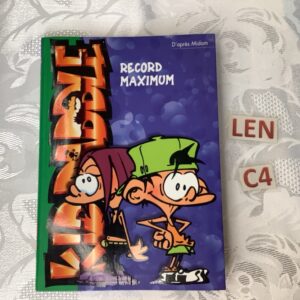 KID PADDLE
D'après Midam
RECORD
MAXIMUM
LEN
C4